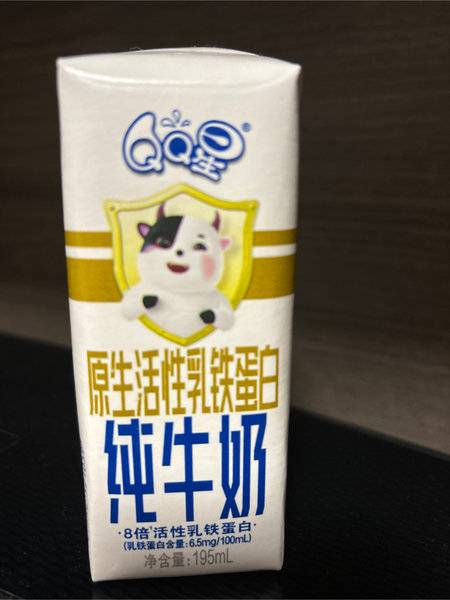 QQ星®
原生活性乳铁蛋白
纯牛奶
·8倍¹活性乳铁蛋白·
(乳铁蛋白含量:6.5mg/100mL)
净含量:195mL